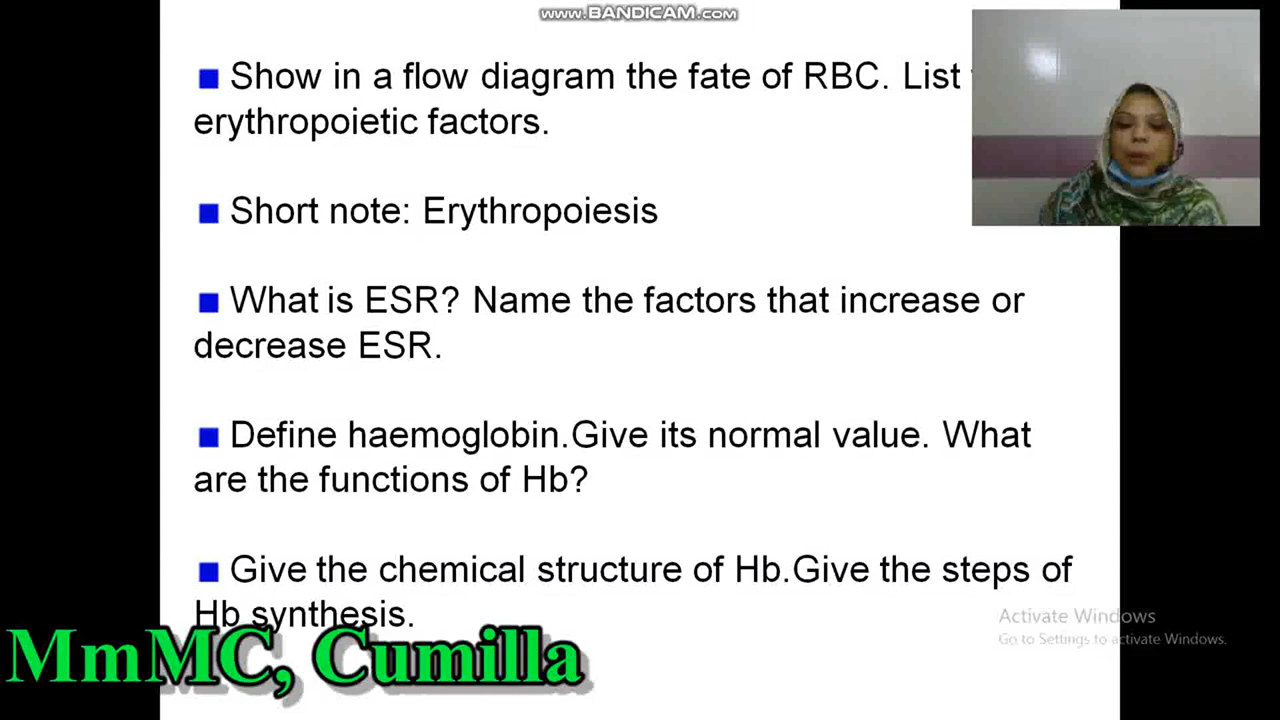 www.BANDICAM.com
Show in a flow diagram the fate of RBC. List
erythropoietic factors.
Short note: Erythropoiesis
What is ESR? Name the factors that increase or
decrease ESR.
Define haemoglobin.Give its normal value. What
are the functions of Hb?
Give the chemical structure of Hb.Give the steps of
Hb synthesis.
Activate Windows
Go to Settings to activate Windows.
MmMC, Cumilla